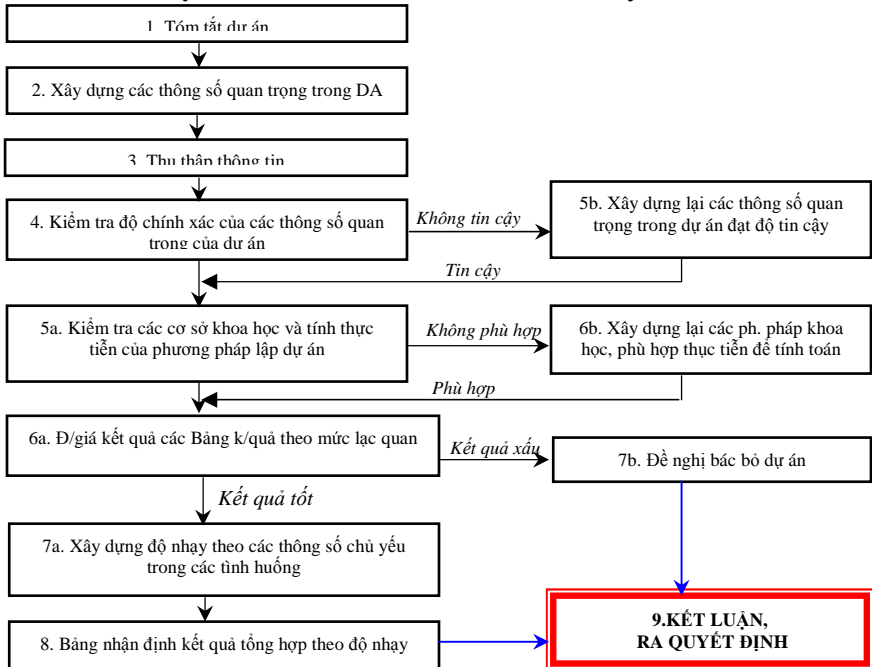 1. Tóm tắt dự án
2. Xây dựng các thông số quan trọng trong DA
3. Thu thập thông tin
4. Kiểm tra độ chính xác của các thông số quan
trọng của dự án
Không tin cậy
5b. Xây dựng lại các thông số quan
trọng trong dự án đạt độ tin cậy
Tin cậy
5a. Kiểm tra các cơ sở khoa học và tính thực
tiễn của phương pháp lập dự án
Không phù hợp
6b. Xây dựng lại các ph. pháp khoa
học, phù hợp thục tiễn để tính toán
Phù hợp
6a. Đ/giá kết quả các Bảng k/quả theo mức lạc quan
Kết quả xấu
7b. Đề nghị bác bỏ dự án
Kết quả tốt
7a. Xây dựng độ nhạy theo các thông số chủ yếu
trong các tình huống
8. Bảng nhận định kết quả tổng hợp theo độ nhạy
9.KẾT LUẬN,
RA QUYẾT ĐỊNH